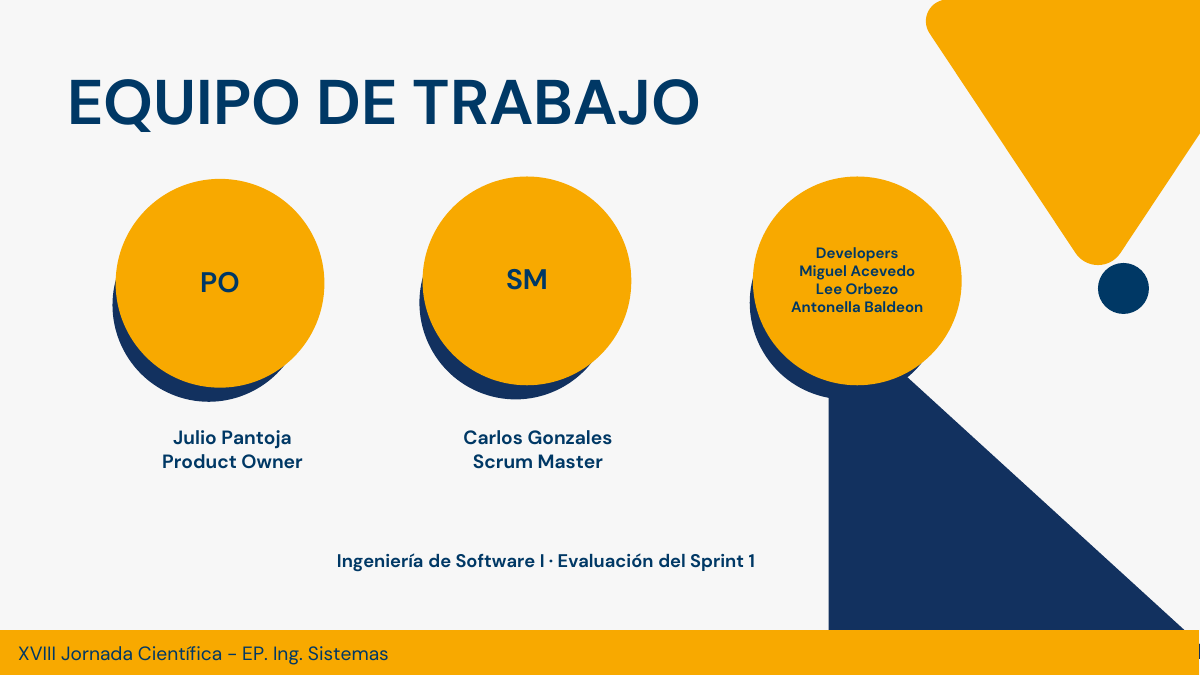 EQUIPO DE TRABAJO
PO
SM
Developers
Miguel Acevedo
Lee Orbezo
Antonella Baldeon
Julio Pantoja
Product Owner
Carlos Gonzales
Scrum Master
Ingeniería de Software I · Evaluación del Sprint 1
XVIII Jornada Científica - EP. Ing. Sistemas